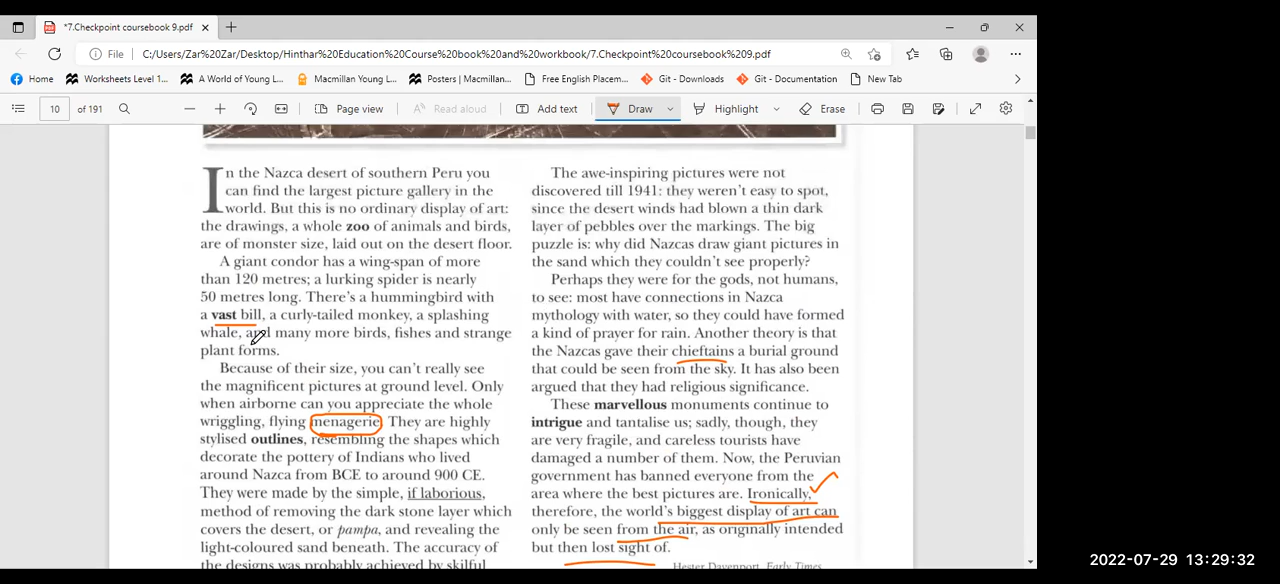 *7.Checkpoint coursebook 9.pdf
File C:/Users/Zar%20Zar/Desktop/Hinthar%20Education%20Course%20book%20and%20workbook/7.Checkpoint%20coursebook%209.pdf
Home Worksheets Level 1... A World of Young L... Macmillan Young L... Posters | Macmillan... Free English Placem... Git - Downloads Git - Documentation New Tab
10 of 191 Page view Read aloud Add text Draw Highlight Erase
In the Nazca desert of southern Peru you
can find the largest picture gallery in the
world. But this is no ordinary display of art:
the drawings, a whole zoo of animals and birds,
are of monster size, laid out on the desert floor.
A giant condor has a wing-span of more
than 120 metres; a lurking spider is nearly
50 metres long. There's a hummingbird with
a vast bill, a curly-tailed monkey, a splashing
whale, and many more birds, fishes and strange
plant forms.
Because of their size, you can't really see
the magnificent pictures at ground level. Only
when airborne can you appreciate the whole
wriggling, flying menagerie. They are highly
stylised outlines, resembling the shapes which
decorate the pottery of Indians who lived
around Nazca from BCE to around 900 CE.
They were made by the simple, if laborious,
method of removing the dark stone layer which
covers the desert, or pampa, and revealing the
light-coloured sand beneath. The accuracy of
the designs was probably achieved by skilful
The awe-inspiring pictures were not
discovered till 1941: they weren't easy to spot,
since the desert winds had blown a thin dark
layer of pebbles over the markings. The big
puzzle is: why did Nazcas draw giant pictures in
the sand which they couldn't see properly?
Perhaps they were for the gods, not humans,
to see: most have connections in Nazca
mythology with water, so they could have formed
a kind of prayer for rain. Another theory is that
the Nazcas gave their chieftains a burial ground
that could be seen from the sky. It has also been
argued that they had religious significance.
These marvellous monuments continue to
intrigue and tantalise us; sadly, though, they
are very fragile, and careless tourists have
damaged a number of them. Now, the Peruvian
government has banned everyone from the
area where the best pictures are. Ironically,
therefore, the world's biggest display of art can
only be seen from the air, as originally intended
but then lost sight of.
Hester Davenport, Early Times
2022-07-29 13:29:32